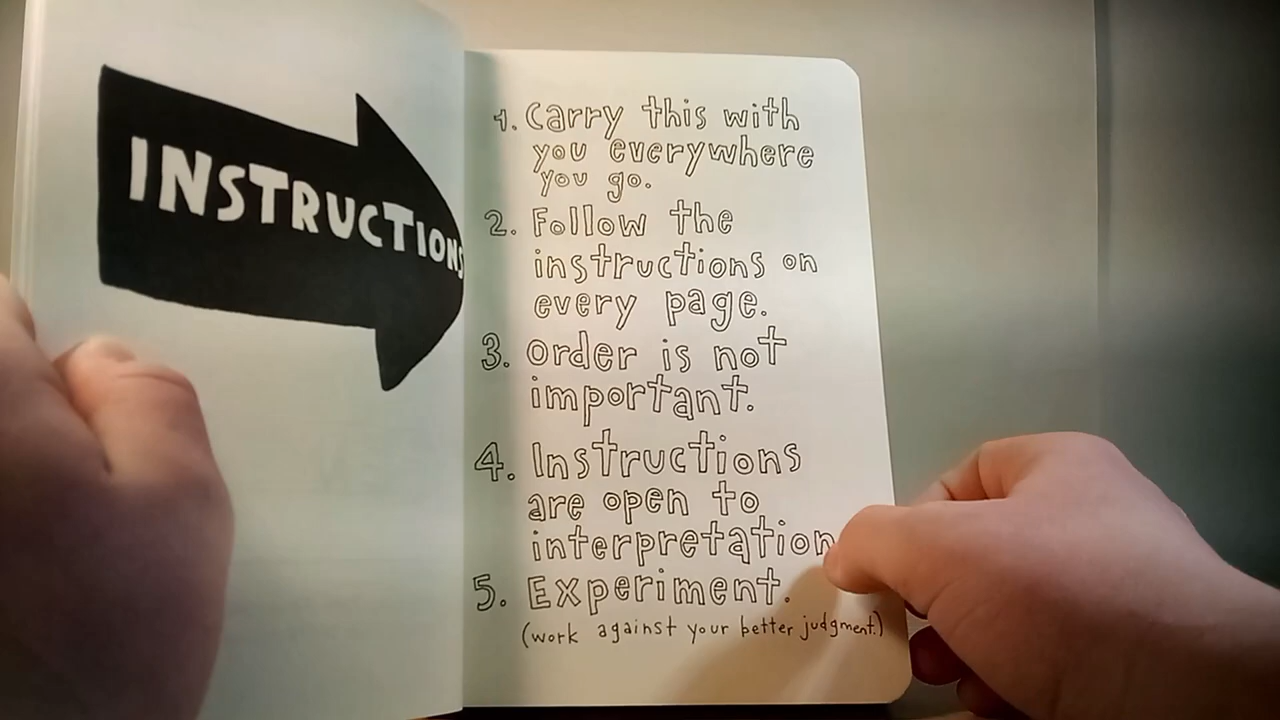 INSTRUCTIONS
1. Carry this with
you everywhere
you go.
2. Follow the
instructions on
every page.
3. Order is not
important.
4. Instructions
are open to
interpretation
5. Experiment.
(work against your better judgment.)